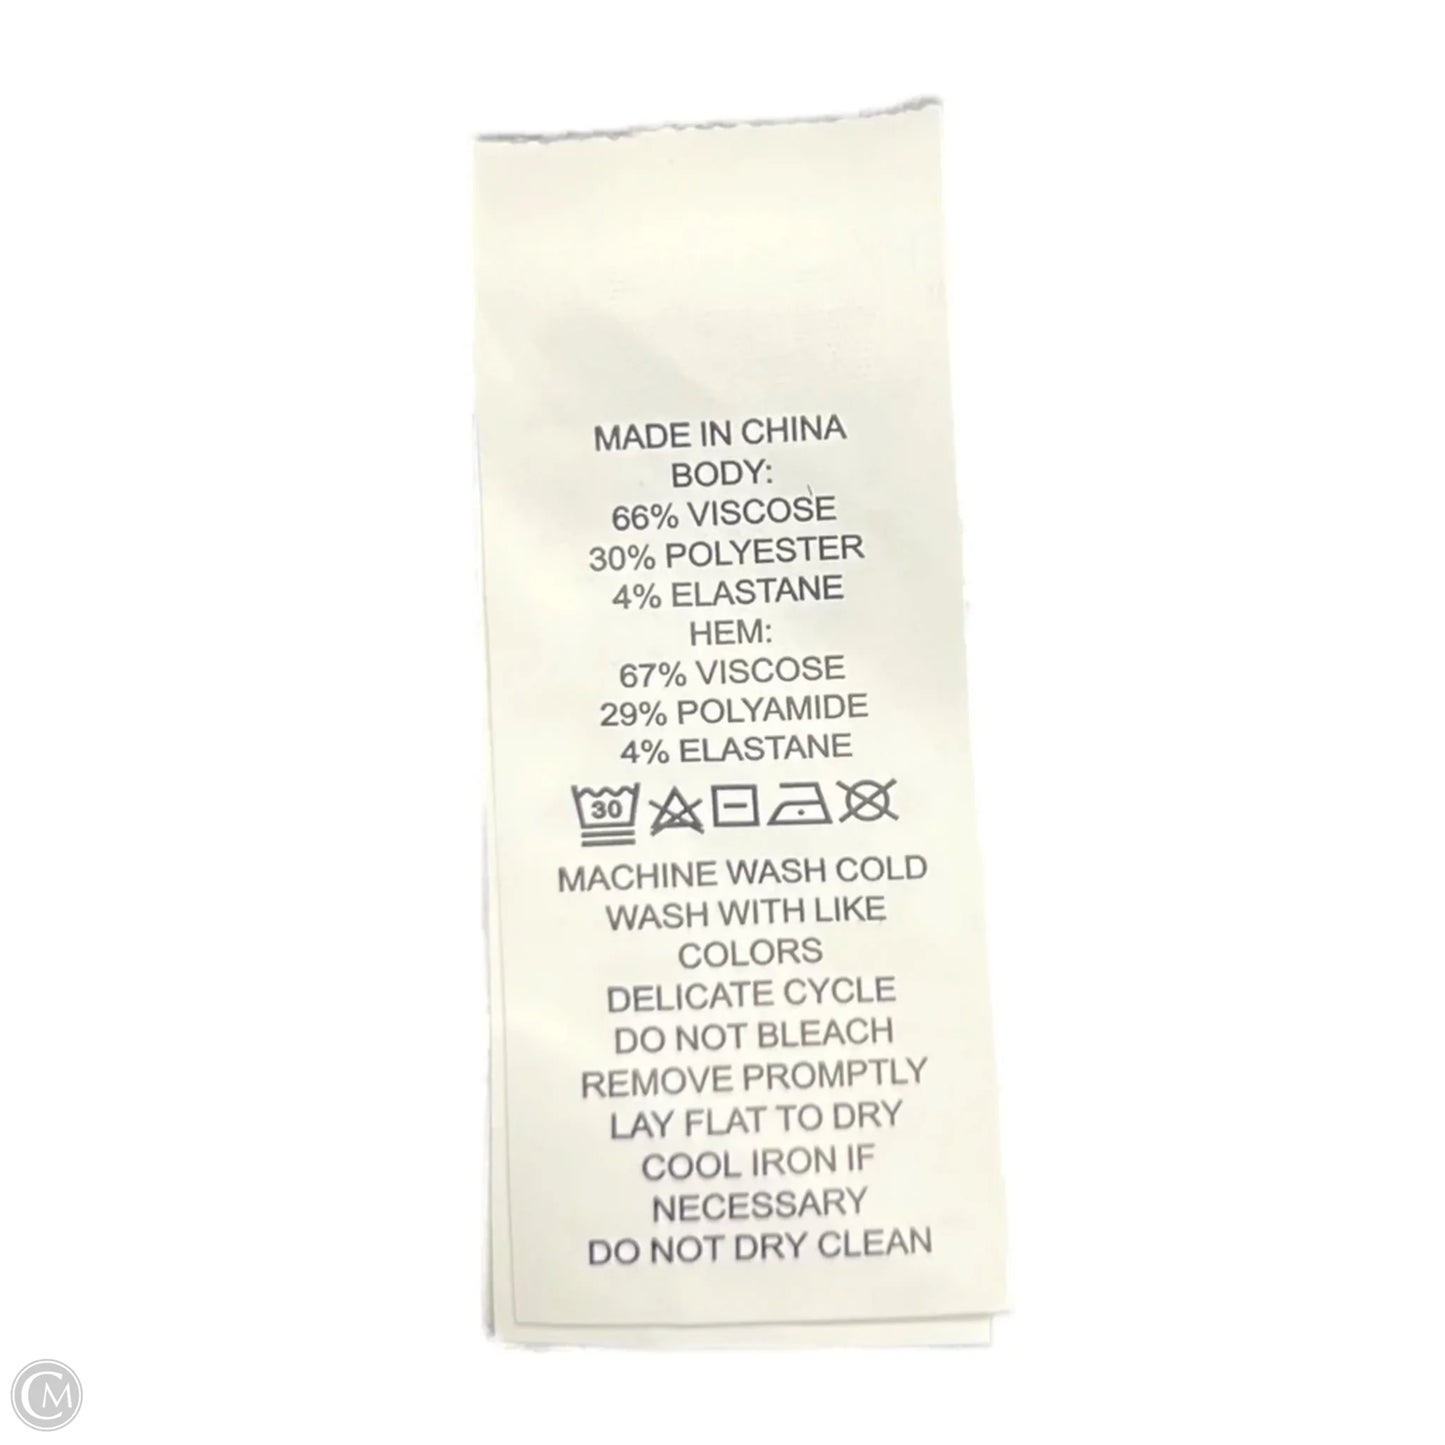 MADE IN CHINA
BODY:
66% VISCOSE
30% POLYESTER
4% ELASTANE
HEM:
67% VISCOSE
29% POLYAMIDE
4% ELASTANE
30
MACHINE WASH COLD
WASH WITH LIKE
COLORS
DELICATE CYCLE
DO NOT BLEACH
REMOVE PROMPTLY
LAY FLAT TO DRY
COOL IRON IF
NECESSARY
DO NOT DRY CLEAN
CM